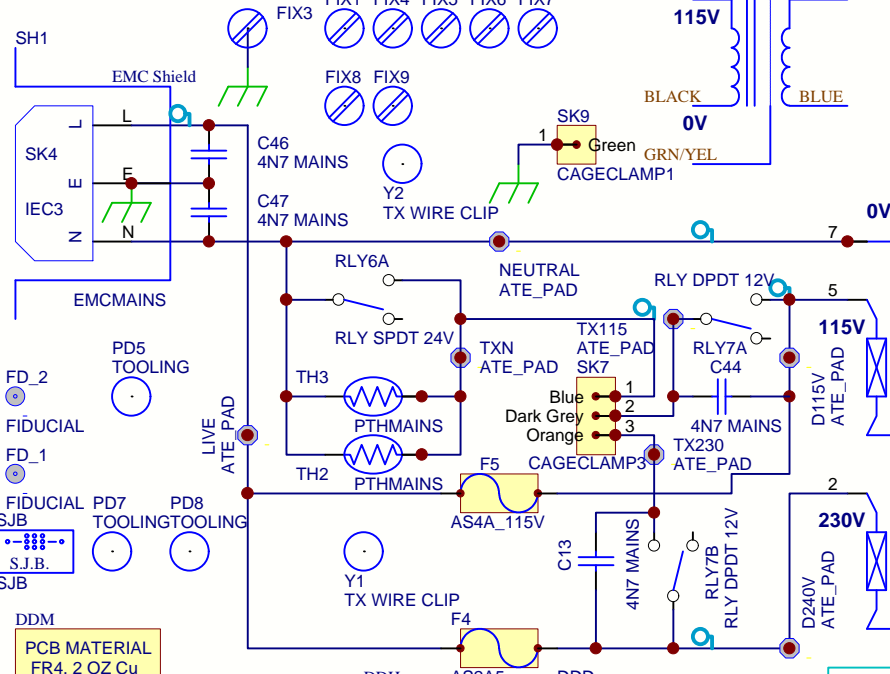 FIX3
FIX1 FIX4 FIX5 FIX6 FIX7
115V
SH1
EMC Shield
FIX8 FIX9
BLACK
BLUE
0V
L
L
SK9
1
Green
C46
4N7 MAINS
SK4
GRN/YEL
CAGECLAMP1
E
E
Y2
TX WIRE CLIP
IEC3
C47
4N7 MAINS
0V
N
N
7
RLY6A
NEUTRAL
ATE_PAD
RLY DPDT 12V
5
EMCMAINS
RLY SPDT 24V
TX115
ATE_PAD
115V
PD5
TOOLING
TXN
ATE_PAD
RLY7A
C44
SK7
FD_2
TH3
Blue
1
D115V
ATE_PAD
Dark Grey
2
FIDUCIAL
LIVE
ATE_PAD
PTHMAINS
4N7 MAINS
Orange
3
TX230
ATE_PAD
FD_1
TH2
CAGECLAMP3
F5
PTHMAINS
2
FIDUCIAL
PD7
TOOLING
PD8
TOOLING
AS4A_115V
230V
SJB
S.J.B.
SJB
C13
4N7 MAINS
RLY7B
RLY DPDT 12V
Y1
TX WIRE CLIP
D240V
ATE_PAD
DDM
F4
PCB MATERIAL
FR4, 2 OZ Cu